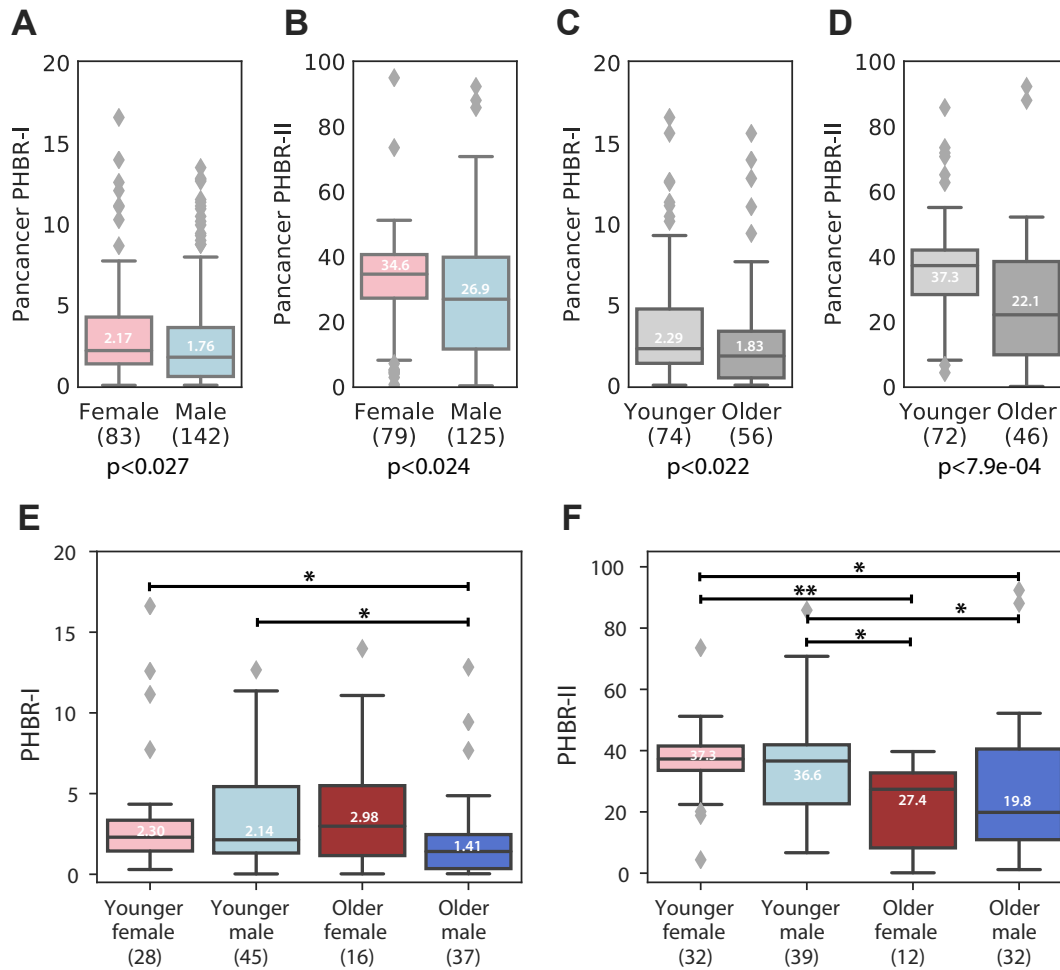 A
Pancancer PHBR-I
20
15
10
5
0
2.17
1.76
Female Male
(83) (142)
p<0.027
B
Pancancer PHBR-II
100
80
60
40
20
0
34.6
26.9
Female Male
(79) (125)
p<0.024
C
Pancancer PHBR-I
20
15
10
5
0
2.29
1.83
Younger Older
(74) (56)
p<0.022
D
Pancancer PHBR-II
100
80
60
40
20
0
37.3
22.1
Younger Older
(72) (46)
p<7.9e-04
E
PHBR-I
20
15
10
5
0
*
*
2.30
2.14
2.98
1.41
Younger Younger Older Older
female male female male
(28) (45) (16) (37)
F
PHBR-II
100
80
60
40
20
0
*
**
*
*
37.3
36.6
27.4
19.8
Younger Younger Older Older
female male female male
(32) (39) (12) (32)